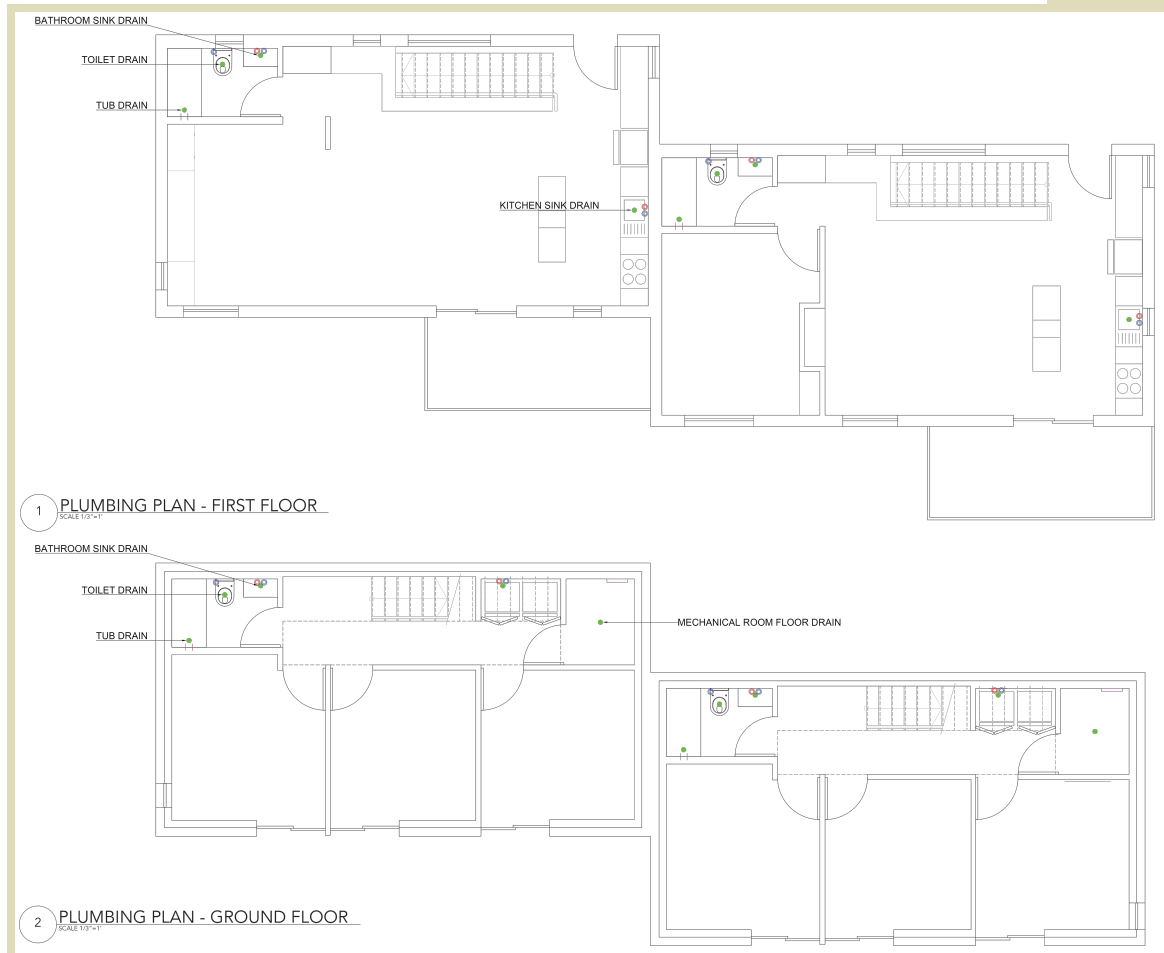 BATHROOM SINK DRAIN
TOILET DRAIN
TUB DRAIN
KITCHEN SINK DRAIN
1 PLUMBING PLAN - FIRST FLOOR
SCALE 1/3"=1'
BATHROOM SINK DRAIN
TOILET DRAIN
TUB DRAIN
MECHANICAL ROOM FLOOR DRAIN
2 PLUMBING PLAN - GROUND FLOOR
SCALE 1/3"=1'